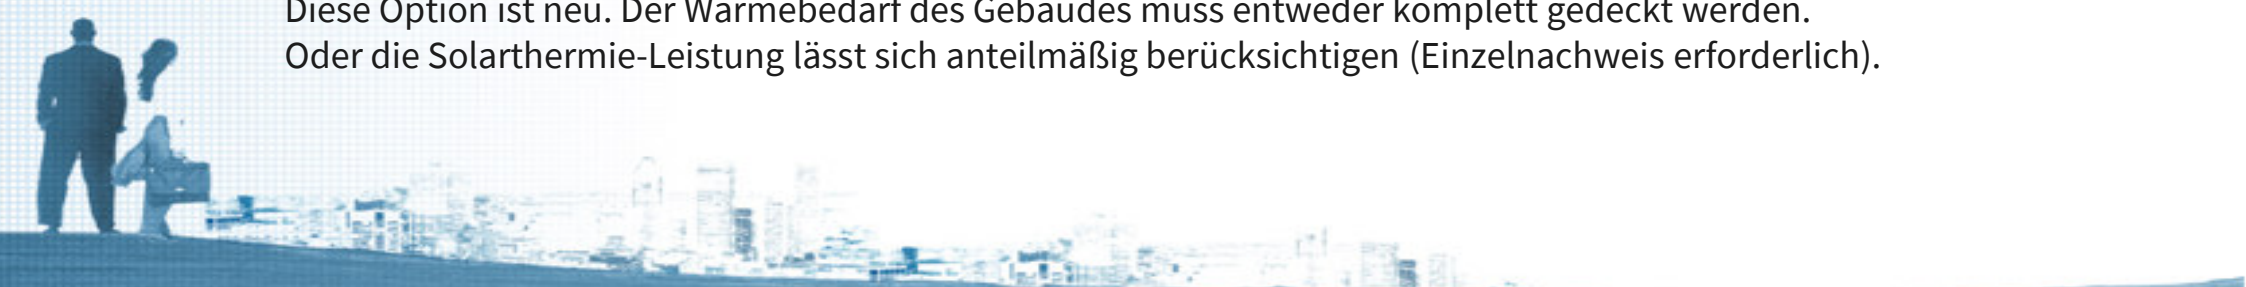 Diese Option ist neu. Der Wärmebedarf des Gebäudes muss entweder komplett gedeckt werden.
Oder die Solarthermie-Leistung lässt sich anteilmäßig berücksichtigen (Einzelnachweis erforderlich).